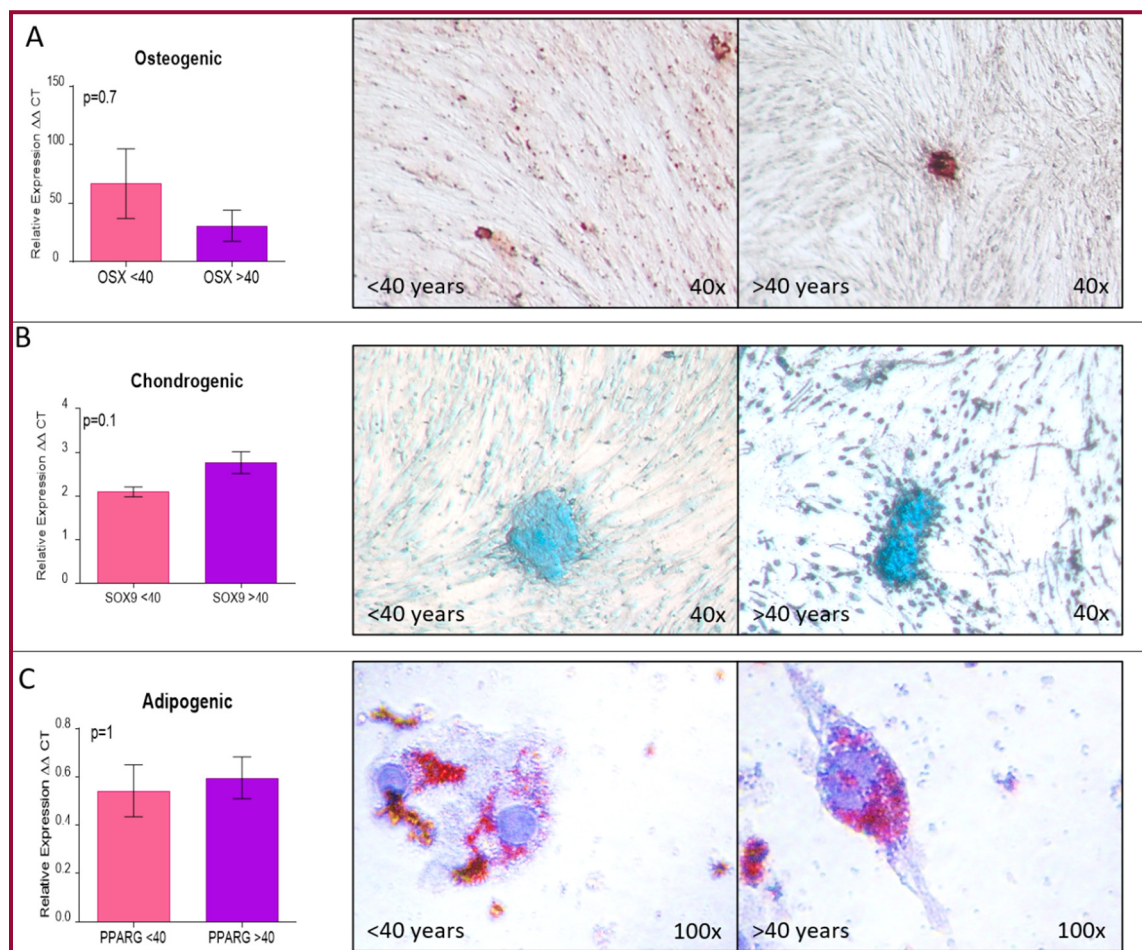 A
Osteogenic
Relative Expression ΔΔ CT
150
100
50
0
p=0.7
OSX <40
OSX >40
<40 years
40x
>40 years
40x
B
Chondrogenic
Relative Expression ΔΔ CT
4
3
2
1
0
p=0.1
SOX9 <40
SOX9 >40
<40 years
40x
>40 years
40x
C
Adipogenic
Relative Expression ΔΔ CT
0.8
0.6
0.4
0.2
0.0
p=1
PPARG <40
PPARG >40
<40 years
100x
>40 years
100x